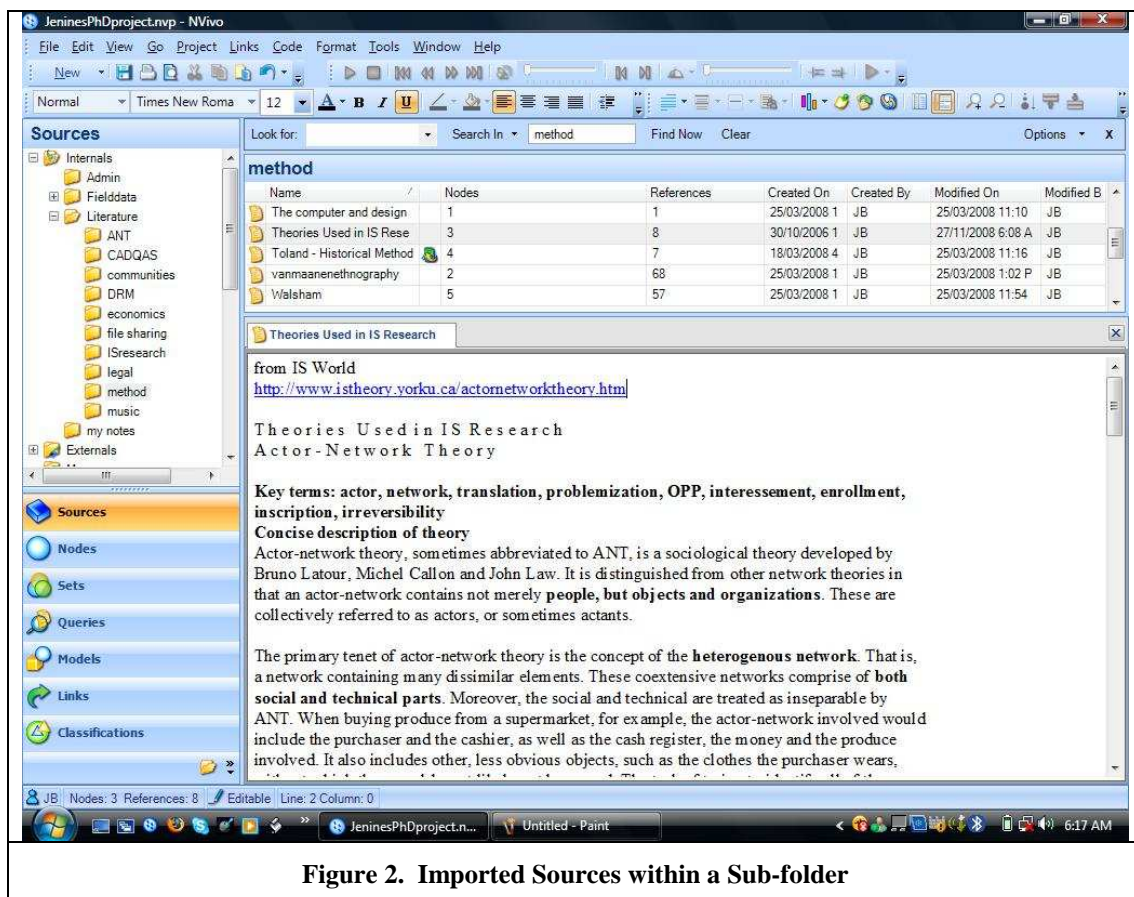 JeninesPhDproject.nvp - NVivo
File Edit View Go Project Links Code Format Tools Window Help
New
Normal Times New Roma 12 A B I U
Sources
Look for: Search In method Find Now Clear Options x
Internals
Admin
Fielddata
Literature
ANT
CADQAS
communities
DRM
economics
file sharing
ISresearch
legal
method
music
my notes
Externals
method
Name Nodes References Created On Created By Modified On Modified B
The computer and design 1 1 25/03/2008 1 JB 25/03/2008 11:10 JB
Theories Used in IS Rese 3 8 30/10/2006 1 JB 27/11/2008 6:08 A JB
Toland - Historical Method 4 7 18/03/2008 4 JB 25/03/2008 11:16 JB
vanmaanenethnography 2 68 25/03/2008 1 JB 25/03/2008 1:02 P JB
Walsham 5 57 25/03/2008 1 JB 25/03/2008 11:54 JB
Theories Used in IS Research
from IS World
http://www.istheory.yorku.ca/actornetworktheory.htm
Theories Used in IS Research
Actor-Network Theory
Key terms: actor, network, translation, problemization, OPP, interessement, enrollment,
inscription, irreversibility
Concise description of theory
Actor-network theory, sometimes abbreviated to ANT, is a sociological theory developed by
Bruno Latour, Michel Callon and John Law. It is distinguished from other network theories in
that an actor-network contains not merely people, but objects and organizations. These are
collectively referred to as actors, or sometimes actants.
The primary tenet of actor-network theory is the concept of the heterogenous network. That is,
a network containing many dissimilar elements. These coextensive networks comprise of both
social and technical parts. Moreover, the social and technical are treated as inseparable by
ANT. When buying produce from a supermarket, for example, the actor-network involved would
include the purchaser and the cashier, as well as the cash register, the money and the produce
involved. It also includes other, less obvious objects, such as the clothes the purchaser wears,
Sources
Nodes
Sets
Queries
Models
Links
Classifications
JB Nodes: 3 References: 8 Editable Line: 2 Column: 0
JeninesPhDproject.n... Untitled - Paint 6:17 AM
Figure 2. Imported Sources within a Sub-folder